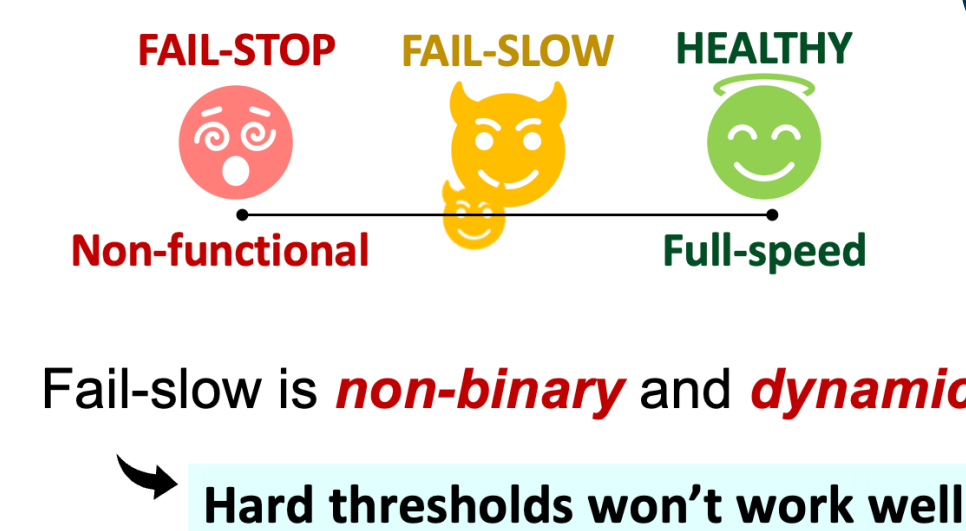 FAIL-STOP FAIL-SLOW HEALTHY
Non-functional Full-speed
Fail-slow is non-binary and dynamic
Hard thresholds won't work well